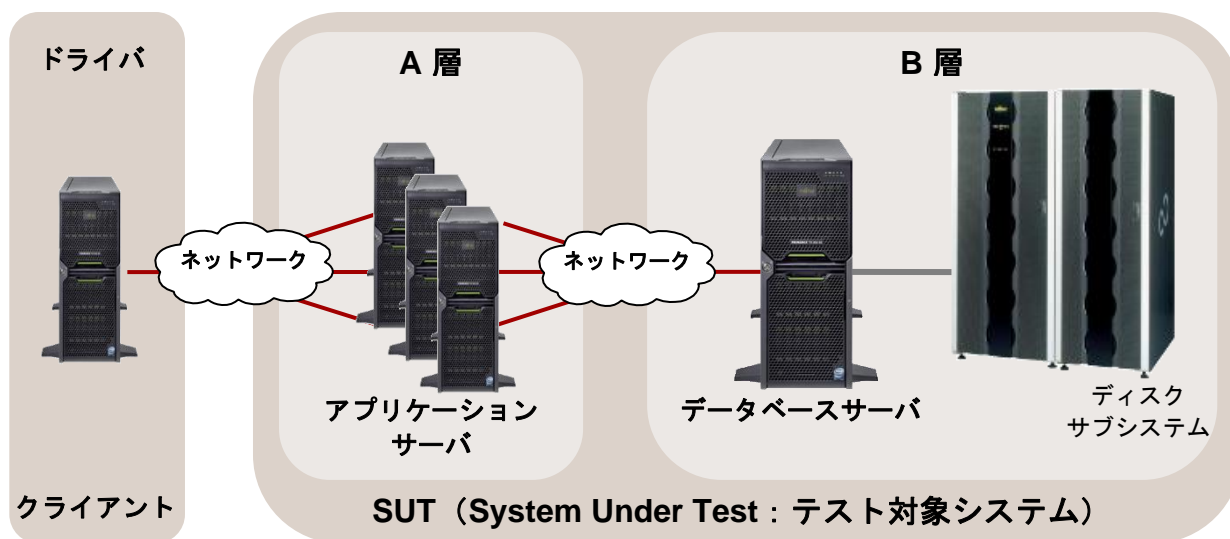 ドライバ
A 層
B 層
ネットワーク
ネットワーク
アプリケーション
サーバ
データベースサーバ
ディスク
サブシステム
クライアント
SUT（System Under Test：テスト対象システム）